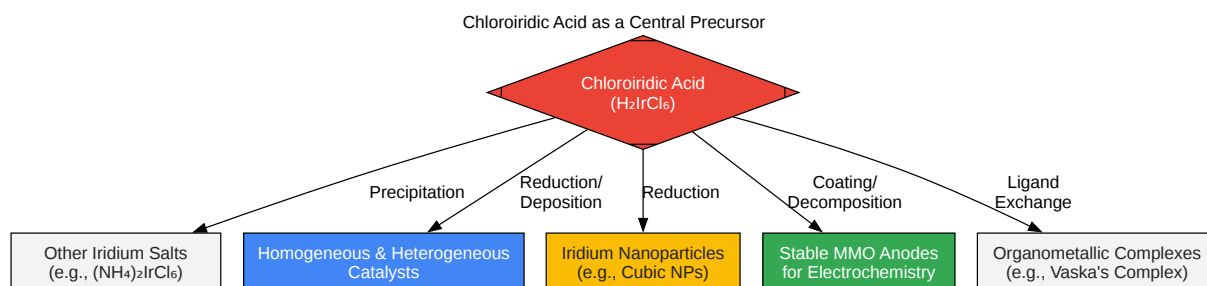 Chloroiridic Acid as a Central Precursor
Chloroiridic Acid
(H₂IrCl₆)
Precipitation
Reduction/
Deposition
Reduction
Coating/
Decomposition
Ligand
Exchange
Other Iridium Salts
(e.g., (NH4)₂IrCl₆)
Homogeneous & Heterogeneous
Catalysts
Iridium Nanoparticles
(e.g., Cubic NPs)
Stable MMO Anodes
for Electrochemistry
Organometallic Complexes
(e.g., Vaska's Complex)